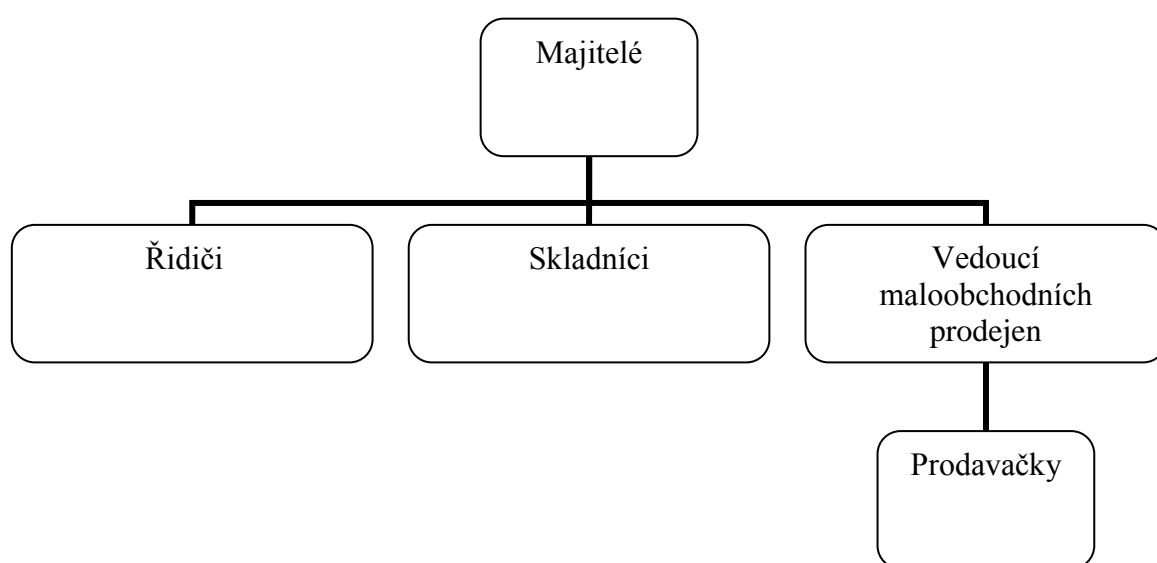 Majitelé
Řidiči
Skladníci
Vedoucí
maloobchodních
prodejen
Prodavačky